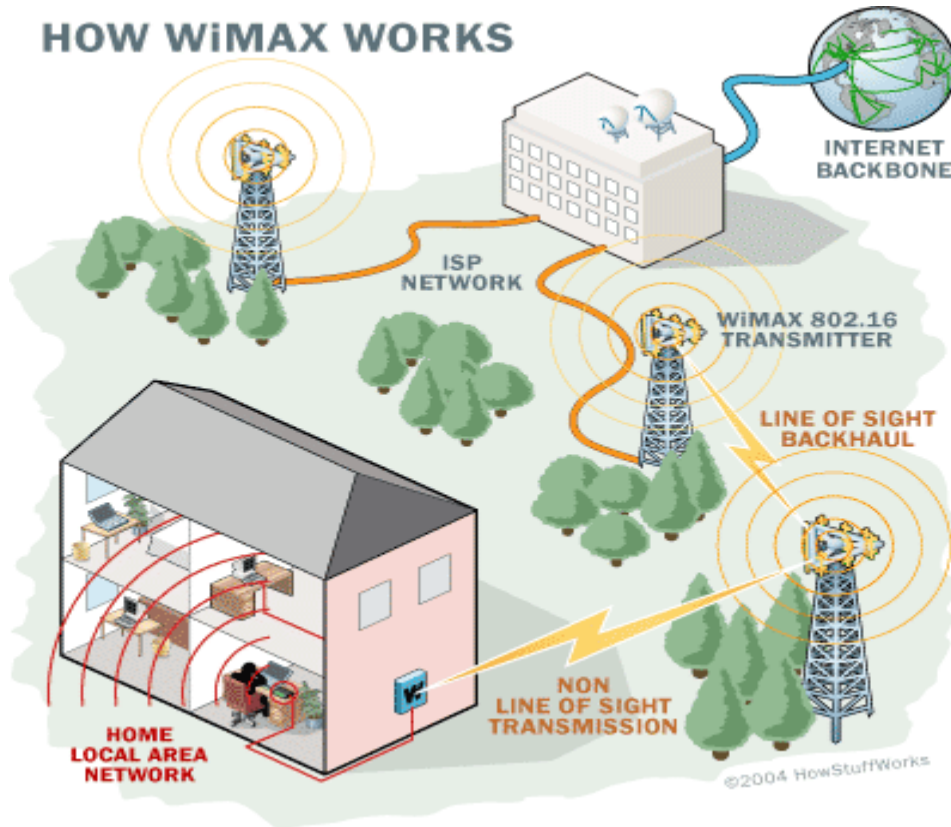 HOW WiMAX WORKS
INTERNET
BACKBONE
ISP
NETWORK
WiMAX 802.16
TRANSMITTER
LINE OF SIGHT
BACKHAUL
NON
LINE OF SIGHT
TRANSMISSION
HOME
LOCAL AREA
NETWORK
©2004 HowStuffWorks